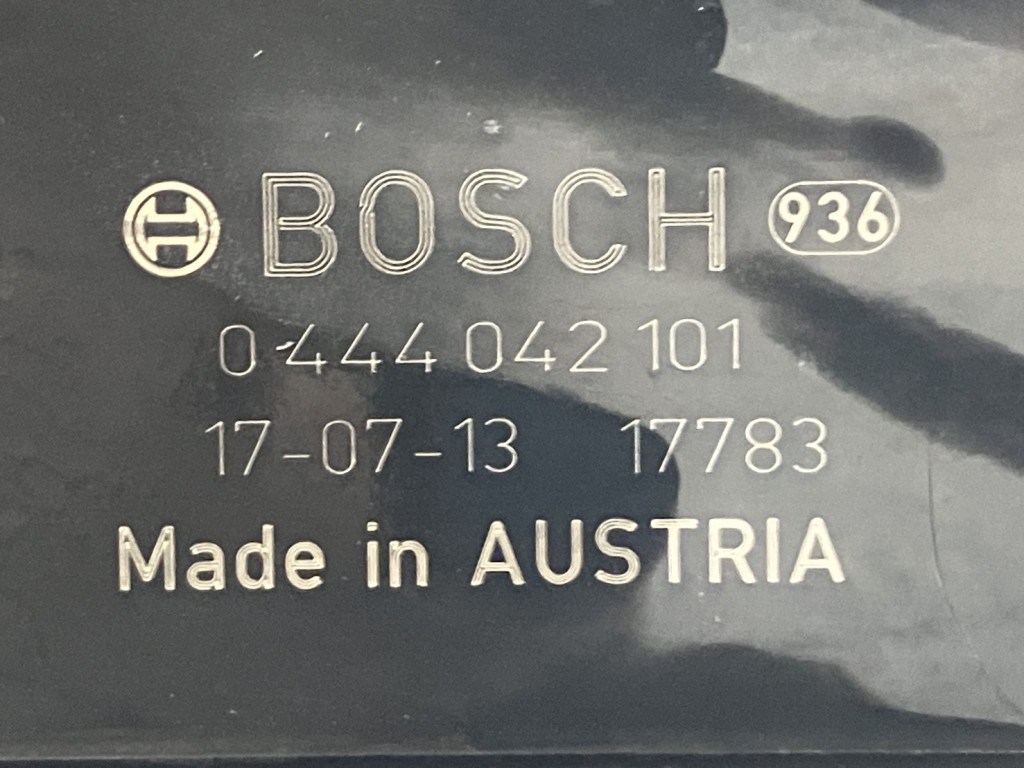 BOSCH 936
0 444 042 101
17-07-13 17783
Made in AUSTRIA